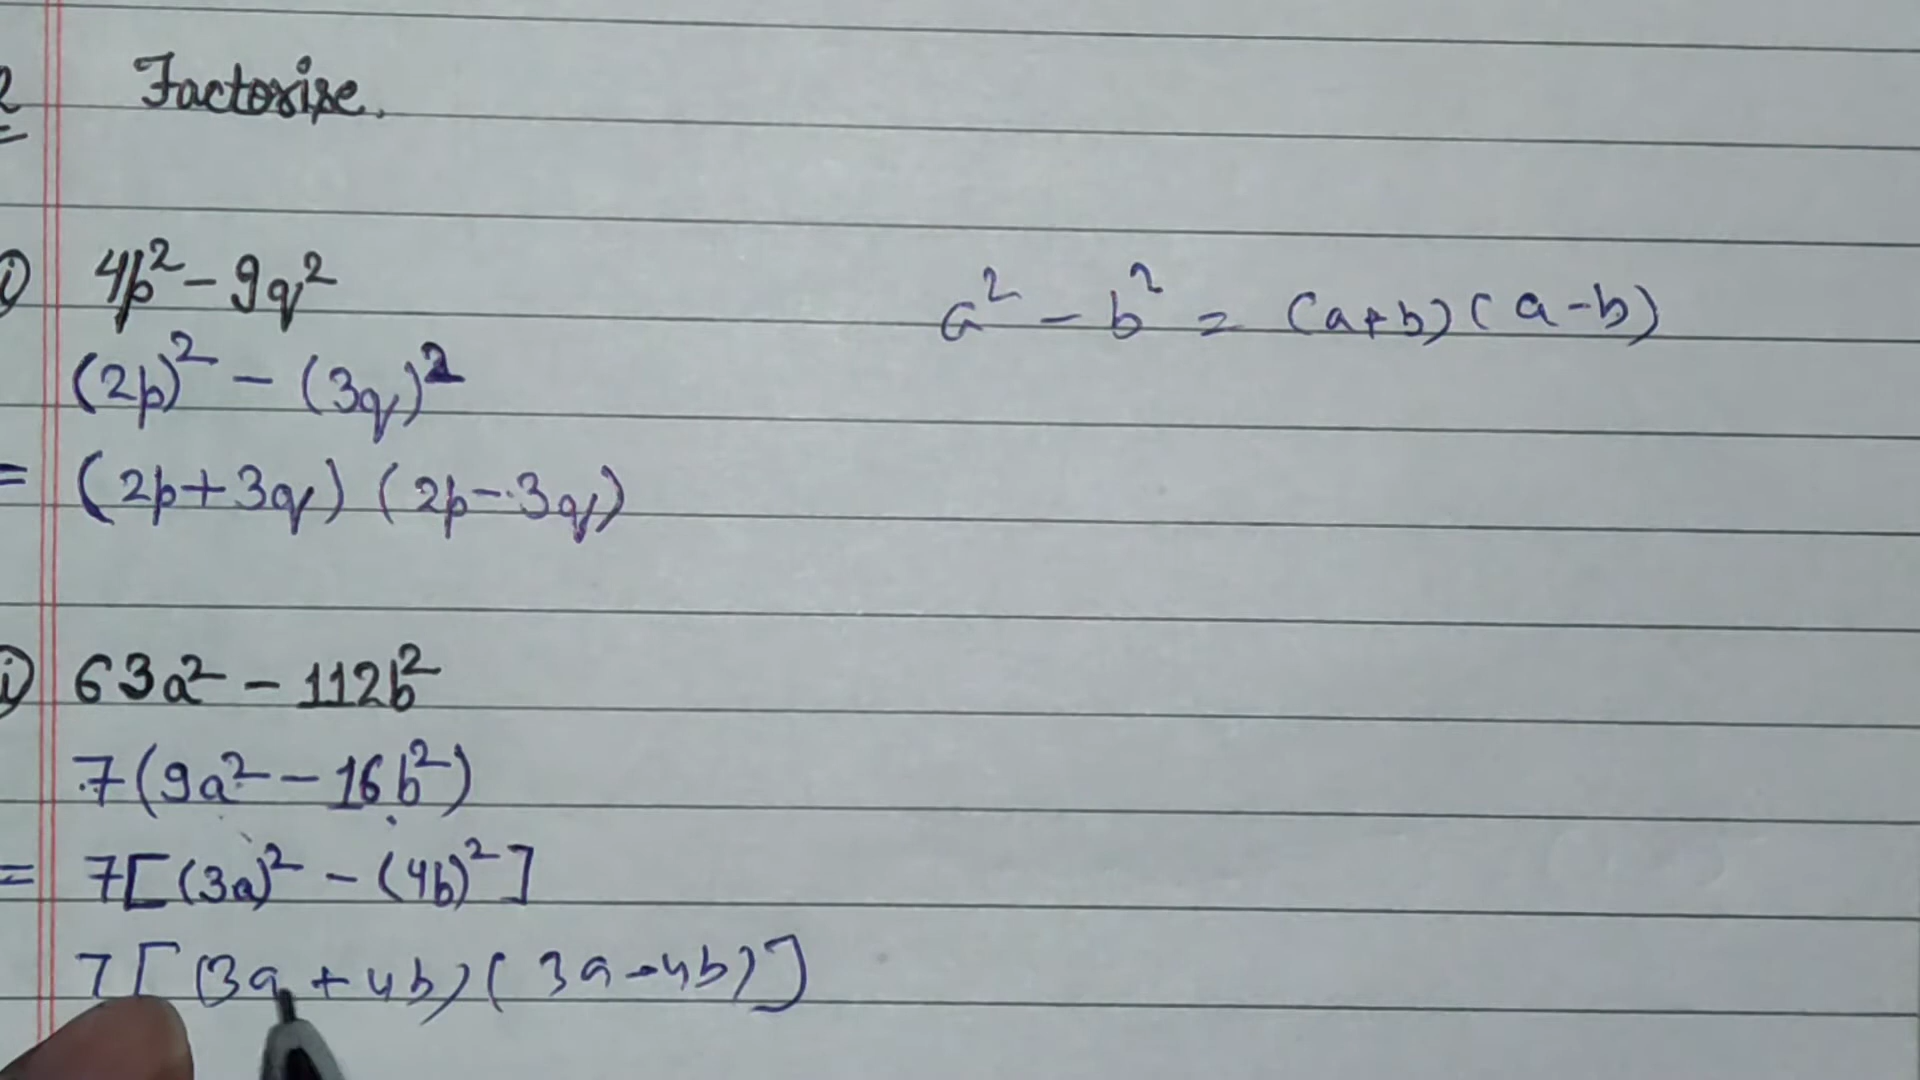 2 Factorise.
i) 4p² - 9q²
a² - b² = (a+b) (a-b)
(2p)² - (3q)²
= (2p+3q) (2p-3q)
i) 63a² - 112b²
7(9a² - 16b²)
= 7[(3a)² - (4b)²]
7[(3a + 4b) (3a - 4b)]